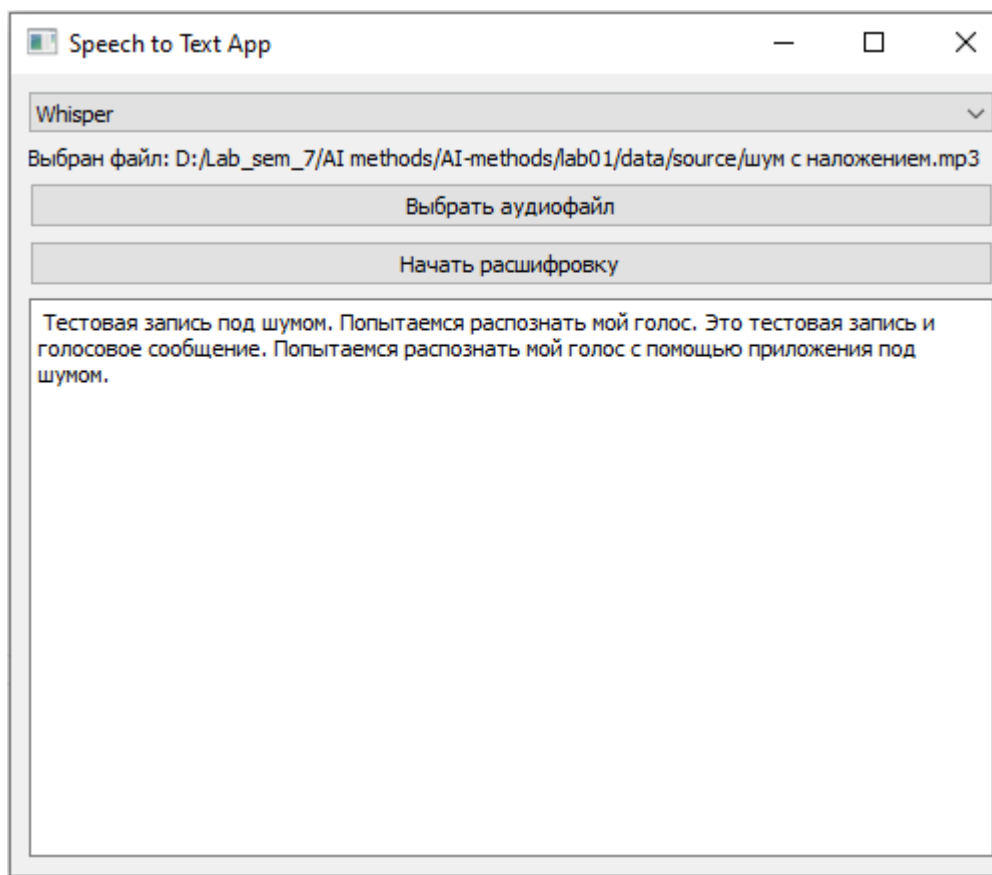 Speech to Text App
Whisper
Выбран файл: D:/Lab_sem_7/AI methods/AI-methods/lab01/data/source/шум с наложением.mp3
Выбрать аудиофайл
Начать расшифровку
Тестовая запись под шумом. Попытаемся распознать мой голос. Это тестовая запись и
голосовое сообщение. Попытаемся распознать мой голос с помощью приложения под
шумом.